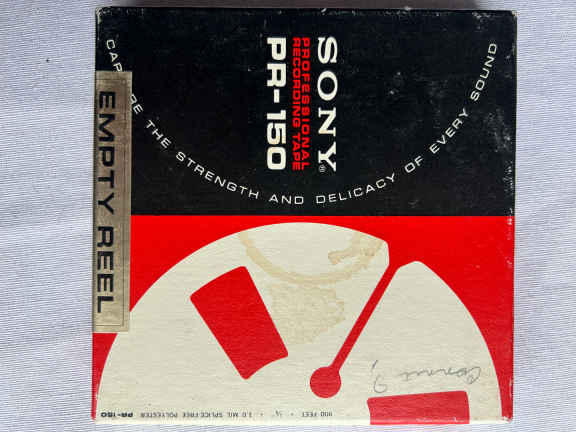 SONY®
PROFESSIONAL
RECORDING TAPE
PR-150
THE STRENGTH AND DELICACY OF EVERY SOUND
EMPTY REEL
900 FEET • ¼" • 1.0 MIL SPLICE-FREE POLYESTER PR-150